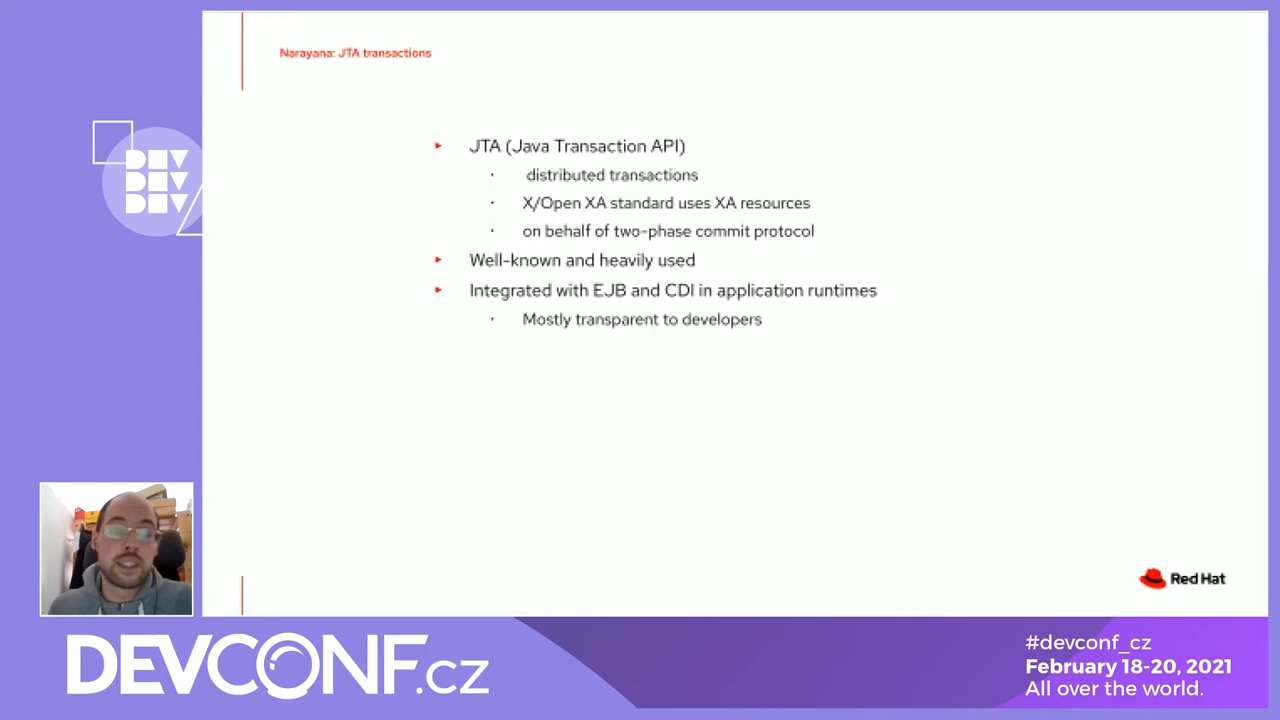 Narayana: JTA transactions
JTA (Java Transaction API)
distributed transactions
X/Open XA standard uses XA resources
on behalf of two-phase commit protocol
Well-known and heavily used
Integrated with EJB and CDI in application runtimes
Mostly transparent to developers
DEV
DEV
DEV
Red Hat
DEVCONF.cz
#devconf_cz
February 18-20, 2021
All over the world.